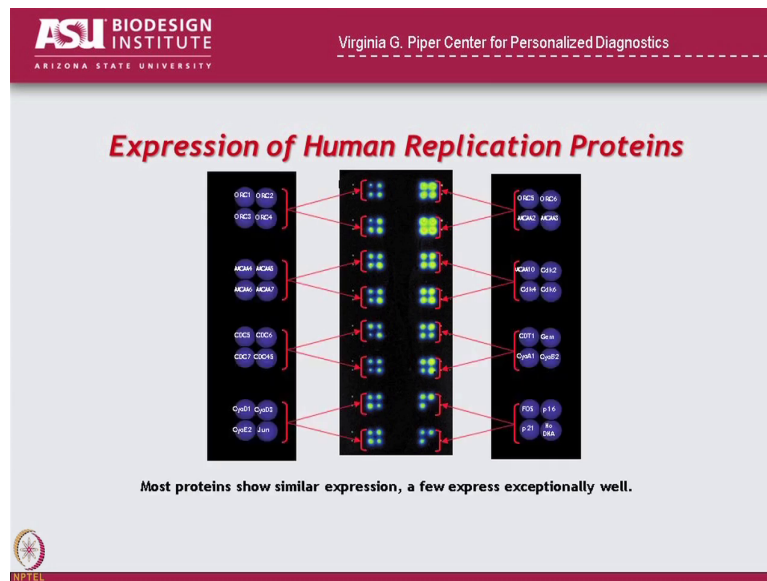 ASU BIODESIGN
INSTITUTE
ARIZONA STATE UNIVERSITY
Virginia G. Piper Center for Personalized Diagnostics
Expression of Human Replication Proteins
ORC1 ORC2
ORC3 ORC4
MCM4 MCM5
MCM6 MCM7
CDC5 CDC6
CDC7 CDC45
CycD1 CycD3
CycE2 Jun
ORC5 ORC6
MCM2 MCM3
MCM10 Cdk2
Cdk4 Cdk6
CDT1 Gem
CycA1 CycB2
FOS p16
p21 No
DNA
Most proteins show similar expression, a few express exceptionally well.
NPTEL